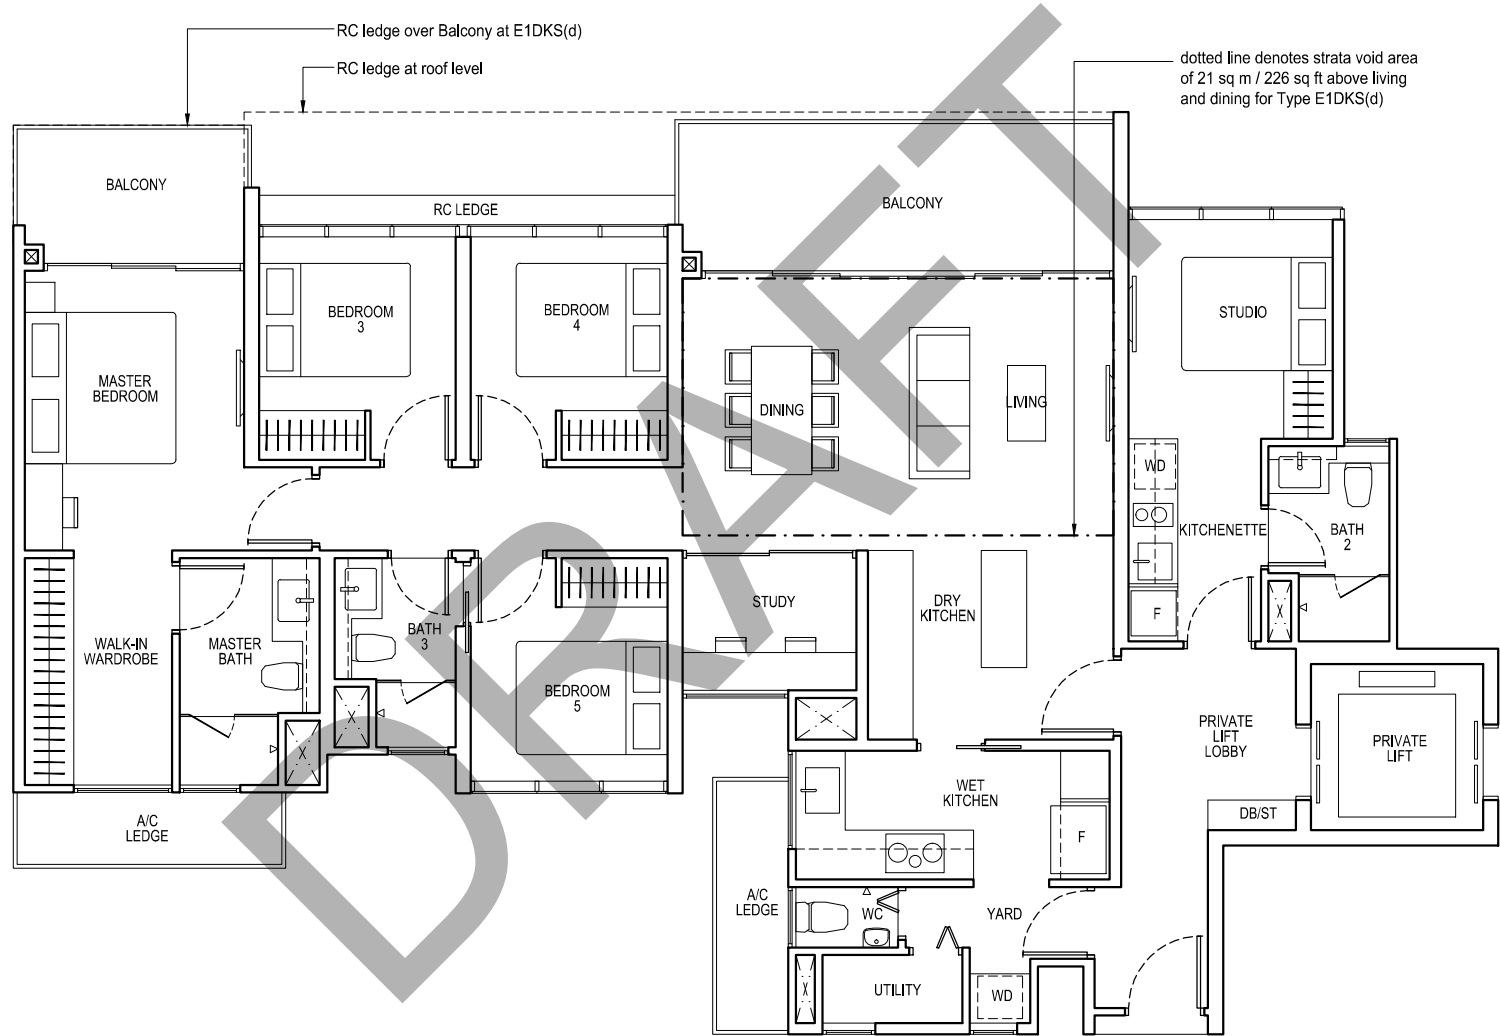 RC ledge over Balcony at E1DKS(d)
RC ledge at roof level
dotted line denotes strata void area
of 21 sq m / 226 sq ft above living
and dining for Type E1DKS(d)
BALCONY
RC LEDGE
BALCONY
BEDROOM
3
BEDROOM
4
STUDIO
MASTER
BEDROOM
DINING
LIVING
WD
KITCHENETTE
BATH
2
F
STUDY
DRY
KITCHEN
WALK-IN
WARDROBE
MASTER
BATH
BATH
3
BEDROOM
5
PRIVATE
LIFT
LOBBY
PRIVATE
LIFT
WET
KITCHEN
F
DB/ST
A/C
LEDGE
A/C
LEDGE
WC
YARD
UTILITY
WD
DRAFT